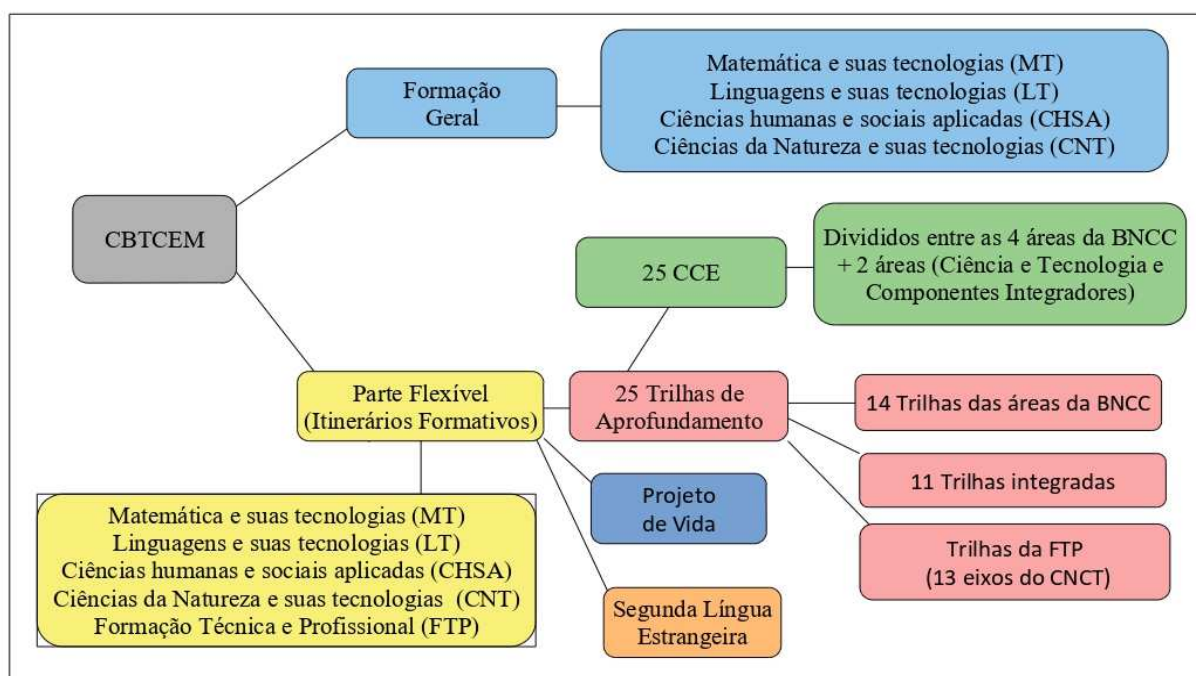 Formação
Geral
Matemática e suas tecnologias (MT)
Linguagens e suas tecnologias (LT)
Ciências humanas e sociais aplicadas (CHSA)
Ciências da Natureza e suas tecnologias (CNT)
CBTCEM
25 CCE
Divididos entre as 4 áreas da BNCC
+ 2 áreas (Ciência e Tecnologia e
Componentes Integradores)
Parte Flexível
(Itinerários Formativos)
25 Trilhas de
Aprofundamento
14 Trilhas das áreas da BNCC
11 Trilhas integradas
Trilhas da FTP
(13 eixos do CNCT)
Projeto
de Vida
Segunda Língua
Estrangeira
Matemática e suas tecnologias (MT)
Linguagens e suas tecnologias (LT)
Ciências humanas e sociais aplicadas (CHSA)
Ciências da Natureza e suas tecnologias (CNT)
Formação Técnica e Profissional (FTP)